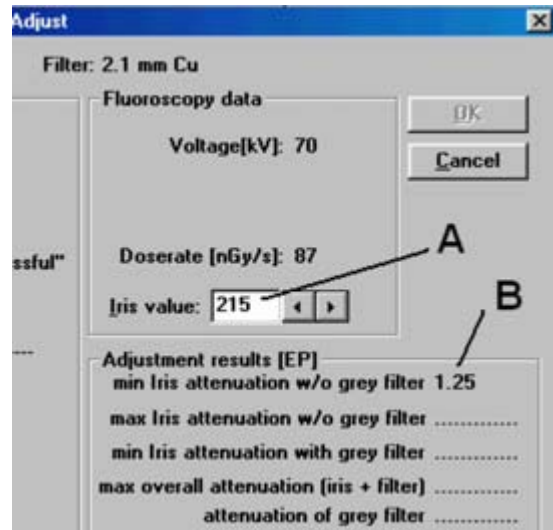 Adjust
Filter: 2.1 mm Cu
Fluoroscopy data
OK
Voltage[kV]: 70
Cancel
A
ssful"
Doserate [nGy/s]: 87
B
Iris value: 215
----
Adjustment results [EP]
min Iris attenuation w/o grey filter 1.25
max Iris attenuation w/o grey filter .............
min Iris attenuation with grey filter .............
max overall attenuation (iris + filter) .............
attenuation of grey filter .............